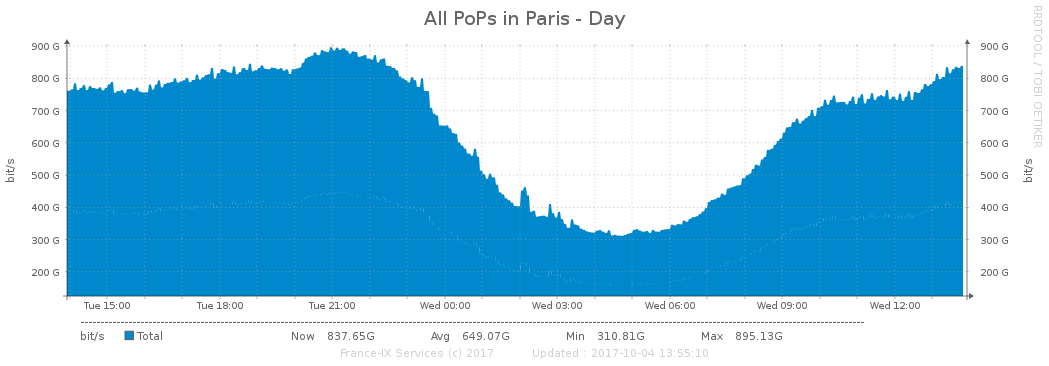 All PoPs in Paris - Day
RRDTOOL / TOBI OETIKER
bit/s
900 G
800 G
700 G
600 G
500 G
400 G
300 G
200 G
900 G
800 G
700 G
600 G
500 G
400 G
300 G
200 G
bit/s
Tue 15:00 Tue 18:00 Tue 21:00 Wed 00:00 Wed 03:00 Wed 06:00 Wed 09:00 Wed 12:00
bit/s Total Now 837.65G Avg 649.07G Min 310.81G Max 895.13G
France-IX Services (c) 2017 Updated : 2017-10-04 13:55:10